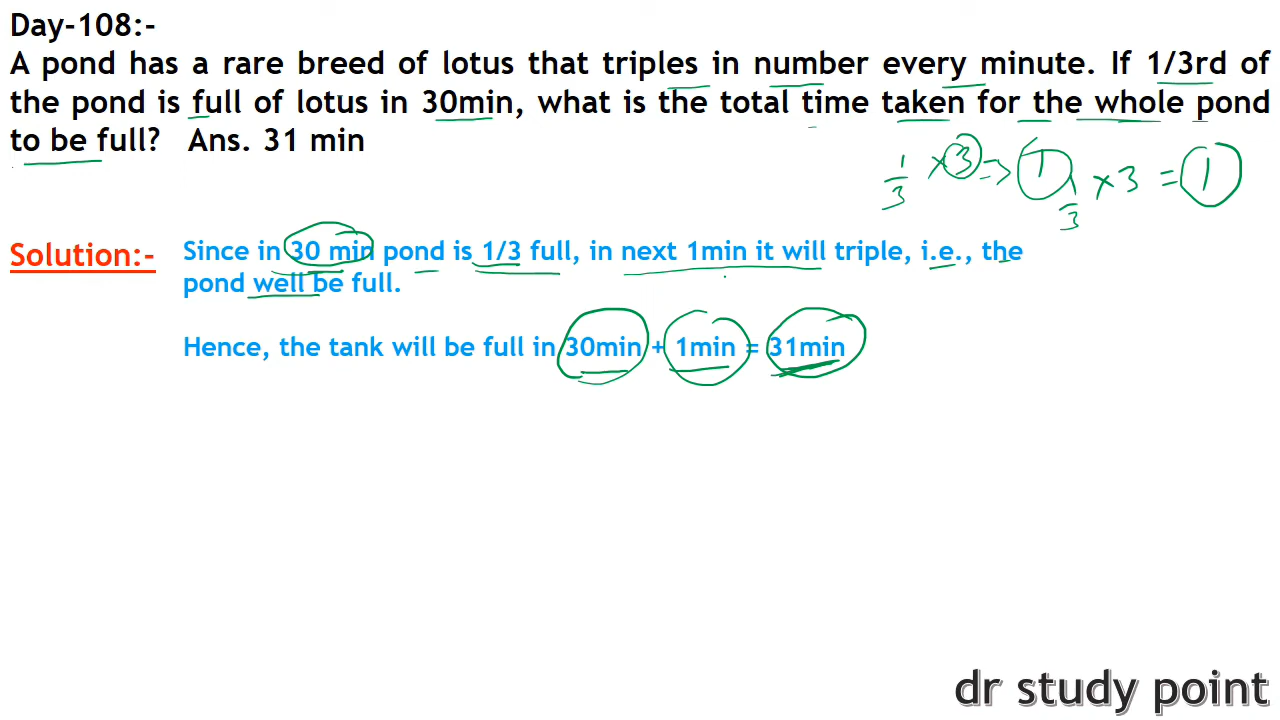 Day-108:-
A pond has a rare breed of lotus that triples in number every minute. If 1/3rd of
the pond is full of lotus in 30min, what is the total time taken for the whole pond
to be full? Ans. 31 min
1/3 ×3 => 1
1/3 × 3 = 1
Solution:- Since in 30 min pond is 1/3 full, in next 1min it will triple, i.e., the
pond well be full.
Hence, the tank will be full in 30min + 1min = 31min
dr study point